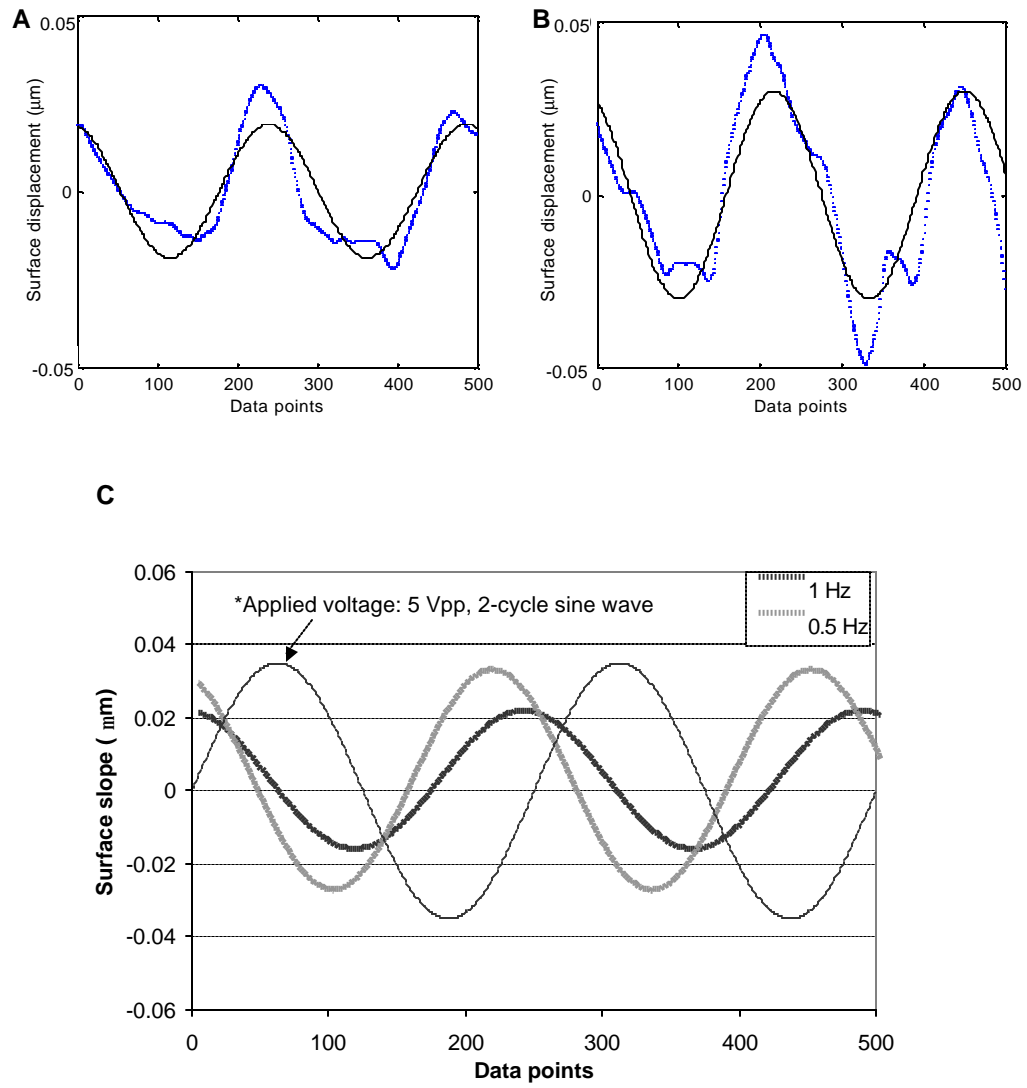 A
0.05
0
-0.05
Surface displacement (μm)
0 100 200 300 400 500
Data points
B
0.05
0
-0.05
Surface displacement (μm)
0 100 200 300 400 500
Data points
C
0.06
0.04
0.02
0
-0.02
-0.04
-0.06
Surface slope ( mm)
*Applied voltage: 5 Vpp, 2-cycle sine wave
1 Hz
0.5 Hz
0 100 200 300 400 500
Data points